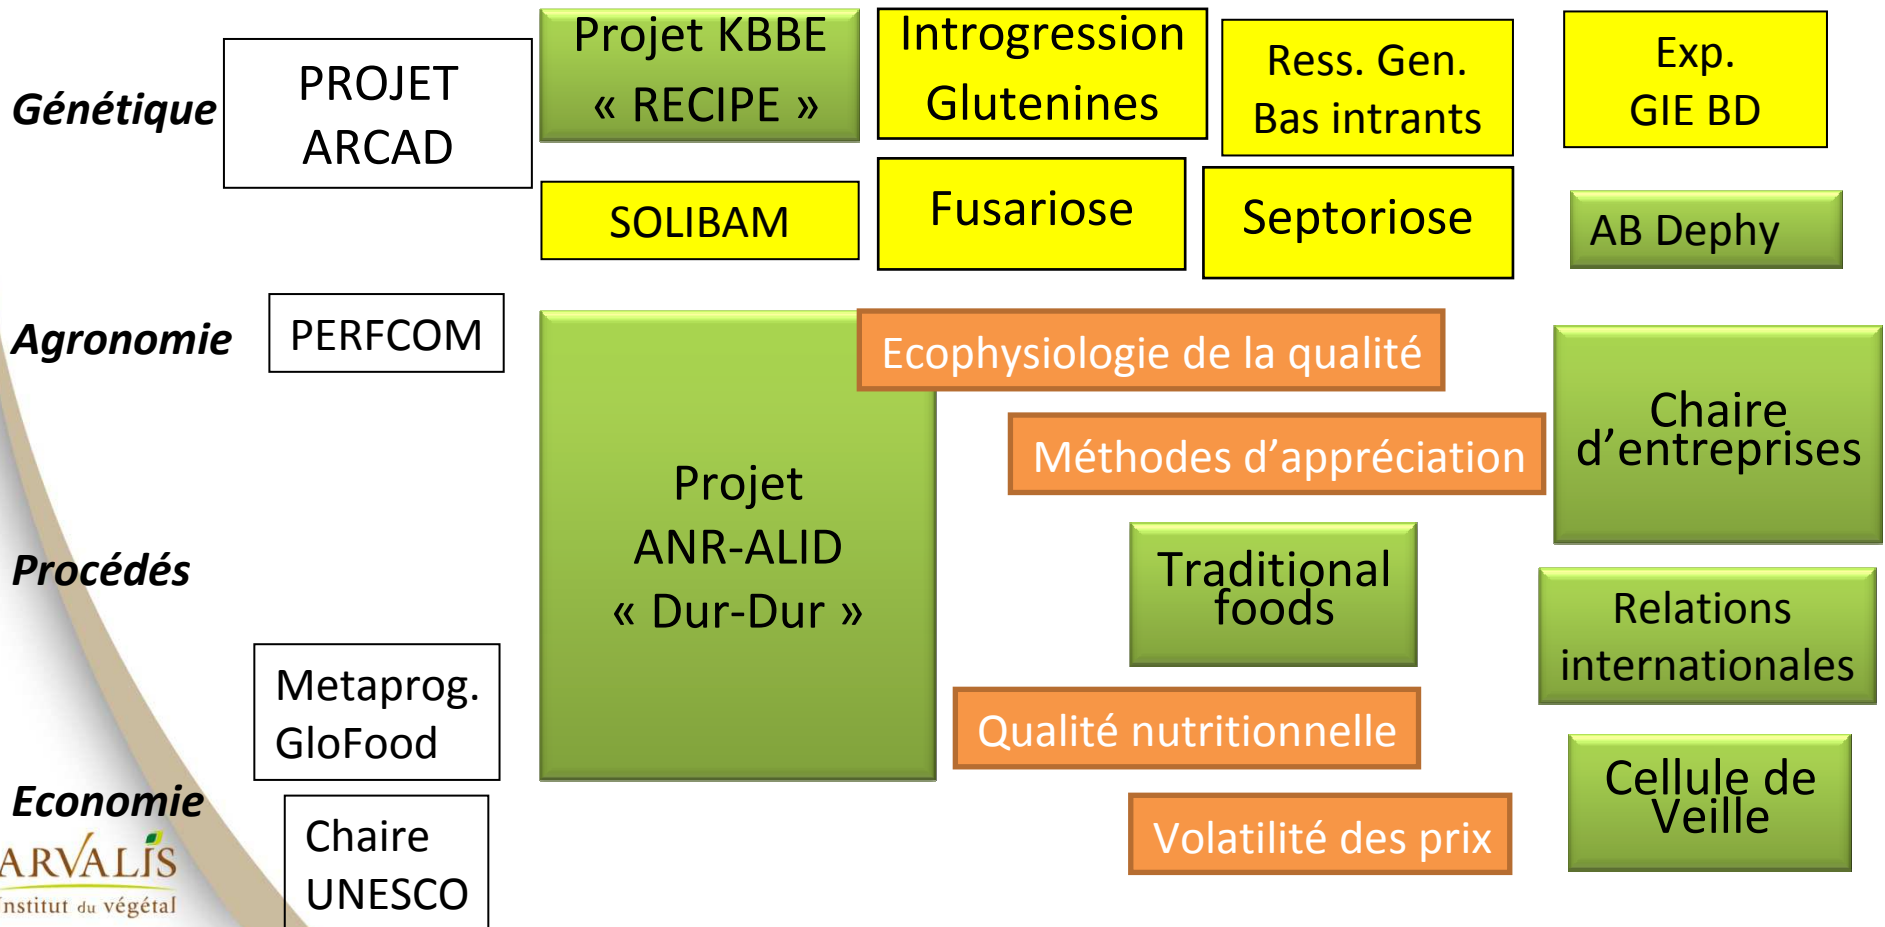 Génétique
PROJET
ARCAD
Projet KBBE
« RECIPE »
Introgression
Glutenines
Ress. Gen.
Bas intrants
Exp.
GIE BD
SOLIBAM
Fusariose
Septoriose
AB Dephy
Agronomie
PERFCOM
Projet
ANR-ALID
« Dur-Dur »
Ecophysiologie de la qualité
Méthodes d’appréciation
Chaire
d’entreprises
Procédés
Traditional
foods
Relations
internationales
Metaprog.
GloFood
Qualité nutritionnelle
Economie
Chaire
UNESCO
Volatilité des prix
Cellule de
Veille
ARVALIS
Institut du végétal